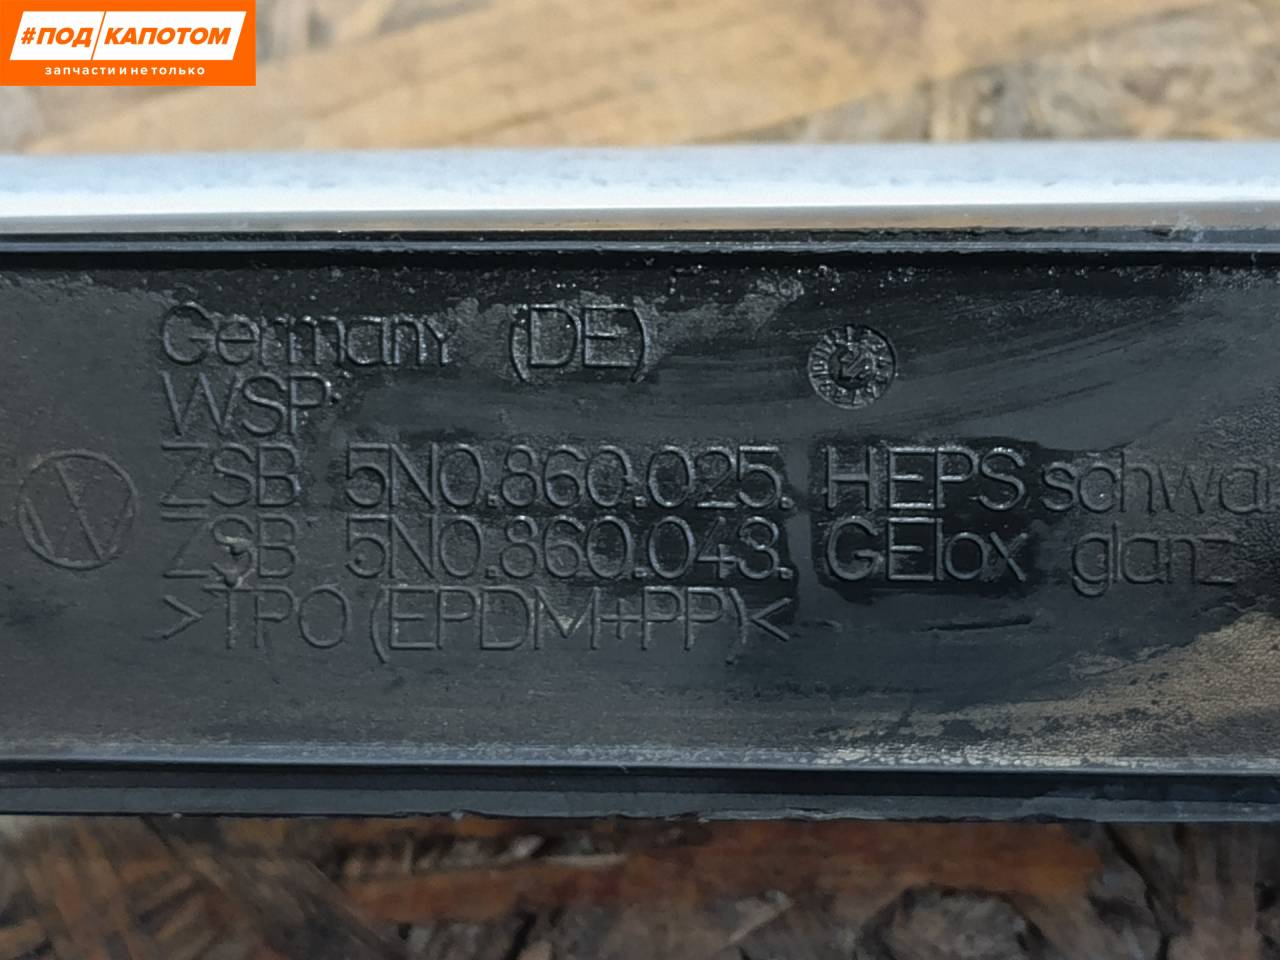 #ПОД КАПОТОМ
запчасти и не только
Germany (DE)
WSP
ZSB 5N0.860.025. HEPS schwar
ZSB 5N0.860.043. GElox glanz
>TPO (EPDM+PP)<